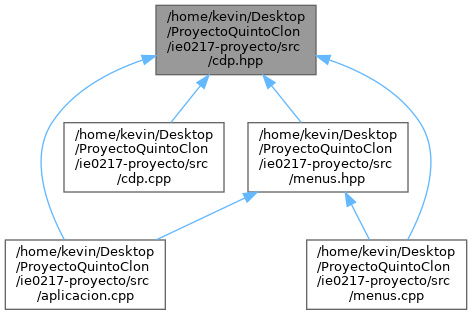 /home/kevin/Desktop
/ProyectoQuintoClon
/ie0217-proyecto/src
/cdp.hpp
/home/kevin/Desktop
/ProyectoQuintoClon
/ie0217-proyecto/src
/cdp.cpp
/home/kevin/Desktop
/ProyectoQuintoClon
/ie0217-proyecto/src
/menus.hpp
/home/kevin/Desktop
/ProyectoQuintoClon
/ie0217-proyecto/src
/aplicacion.cpp
/home/kevin/Desktop
/ProyectoQuintoClon
/ie0217-proyecto/src
/menus.cpp